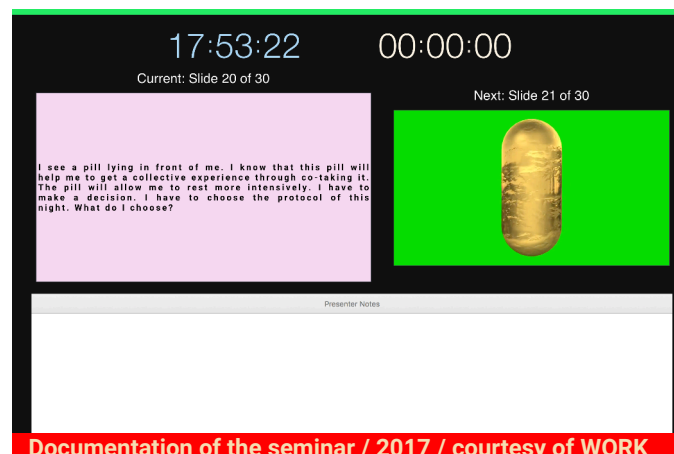 17:53:22
00:00:00
Current: Slide 20 of 30
Next: Slide 21 of 30
I see a pill lying in front of me. I know that this pill will
help me to get a collective experience through co-taking it.
The pill will allow me to rest more intensively. I have to
make a decision. I have to choose the protocol of this
night. What do I choose?
Presenter Notes
Documentation of the seminar / 2017 / courtesy of WORK